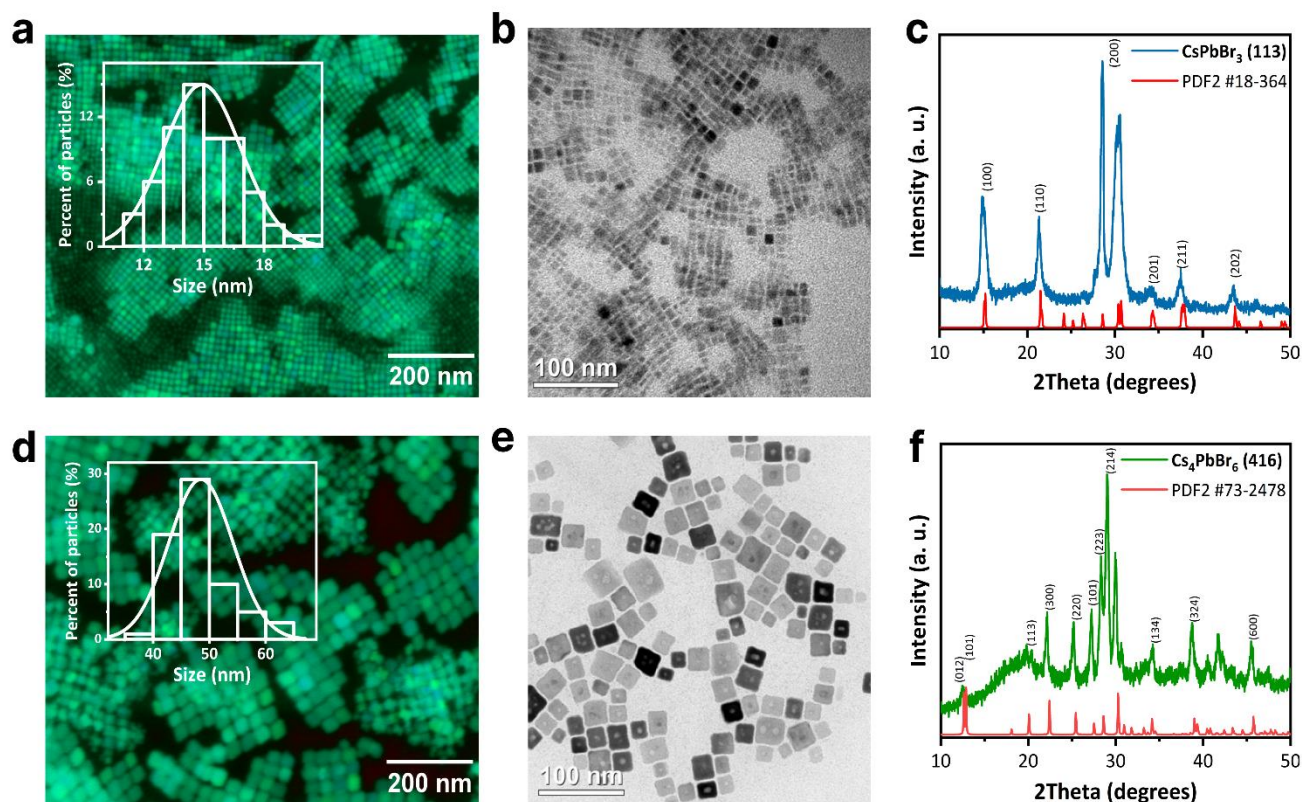 a
Percent of particles (%)
12
6
0
12
15
18
Size (nm)
200 nm
b
100 nm
c
CsPbBr₃ (113)
PDF2 #18-364
(100)
(110)
(200)
(201)
(211)
(202)
Intensity (a. u.)
10
20
30
40
50
2Theta (degrees)
d
Percent of particles (%)
30
20
10
0
40
50
60
Size (nm)
200 nm
e
100 nm
f
Cs₄PbBr₆ (416)
PDF2 #73-2478
(012)
(101)
(113)
(300)
(220)
(101)
(223)
(214)
(134)
(324)
(600)
Intensity (a. u.)
10
20
30
40
50
2Theta (degrees)